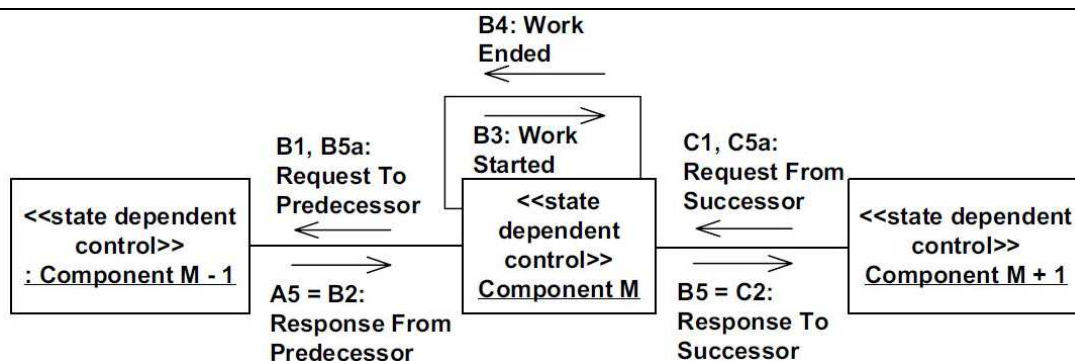 B4: Work
Ended
B3: Work
Started
B1, B5a:
Request To
Predecessor
C1, C5a:
Request From
Successor
<<state dependent
control>>
: Component M - 1
<<state
dependent
control>>
Component M
<<state dependent
control>>
Component M + 1
A5 = B2:
Response From
Predecessor
B5 = C2:
Response To
Successor